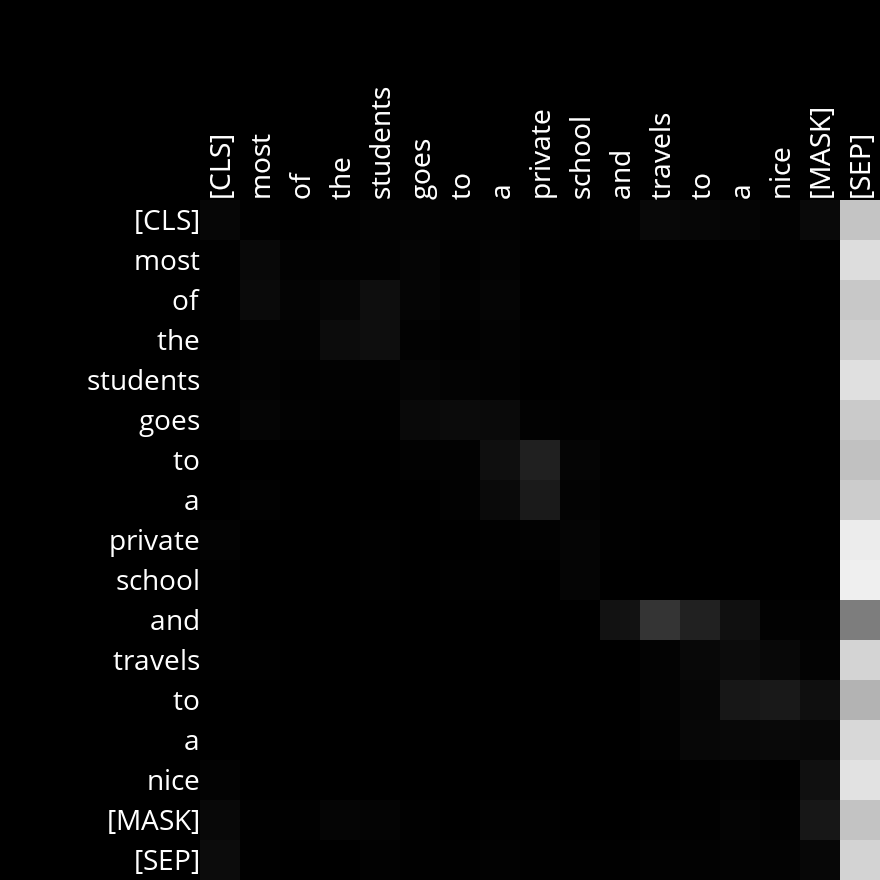 [CLS] most of the students goes to a private school and travels to a nice [MASK] [SEP]
[CLS]
most
of
the
students
goes
to
a
private
school
and
travels
to
a
nice
[MASK]
[SEP]